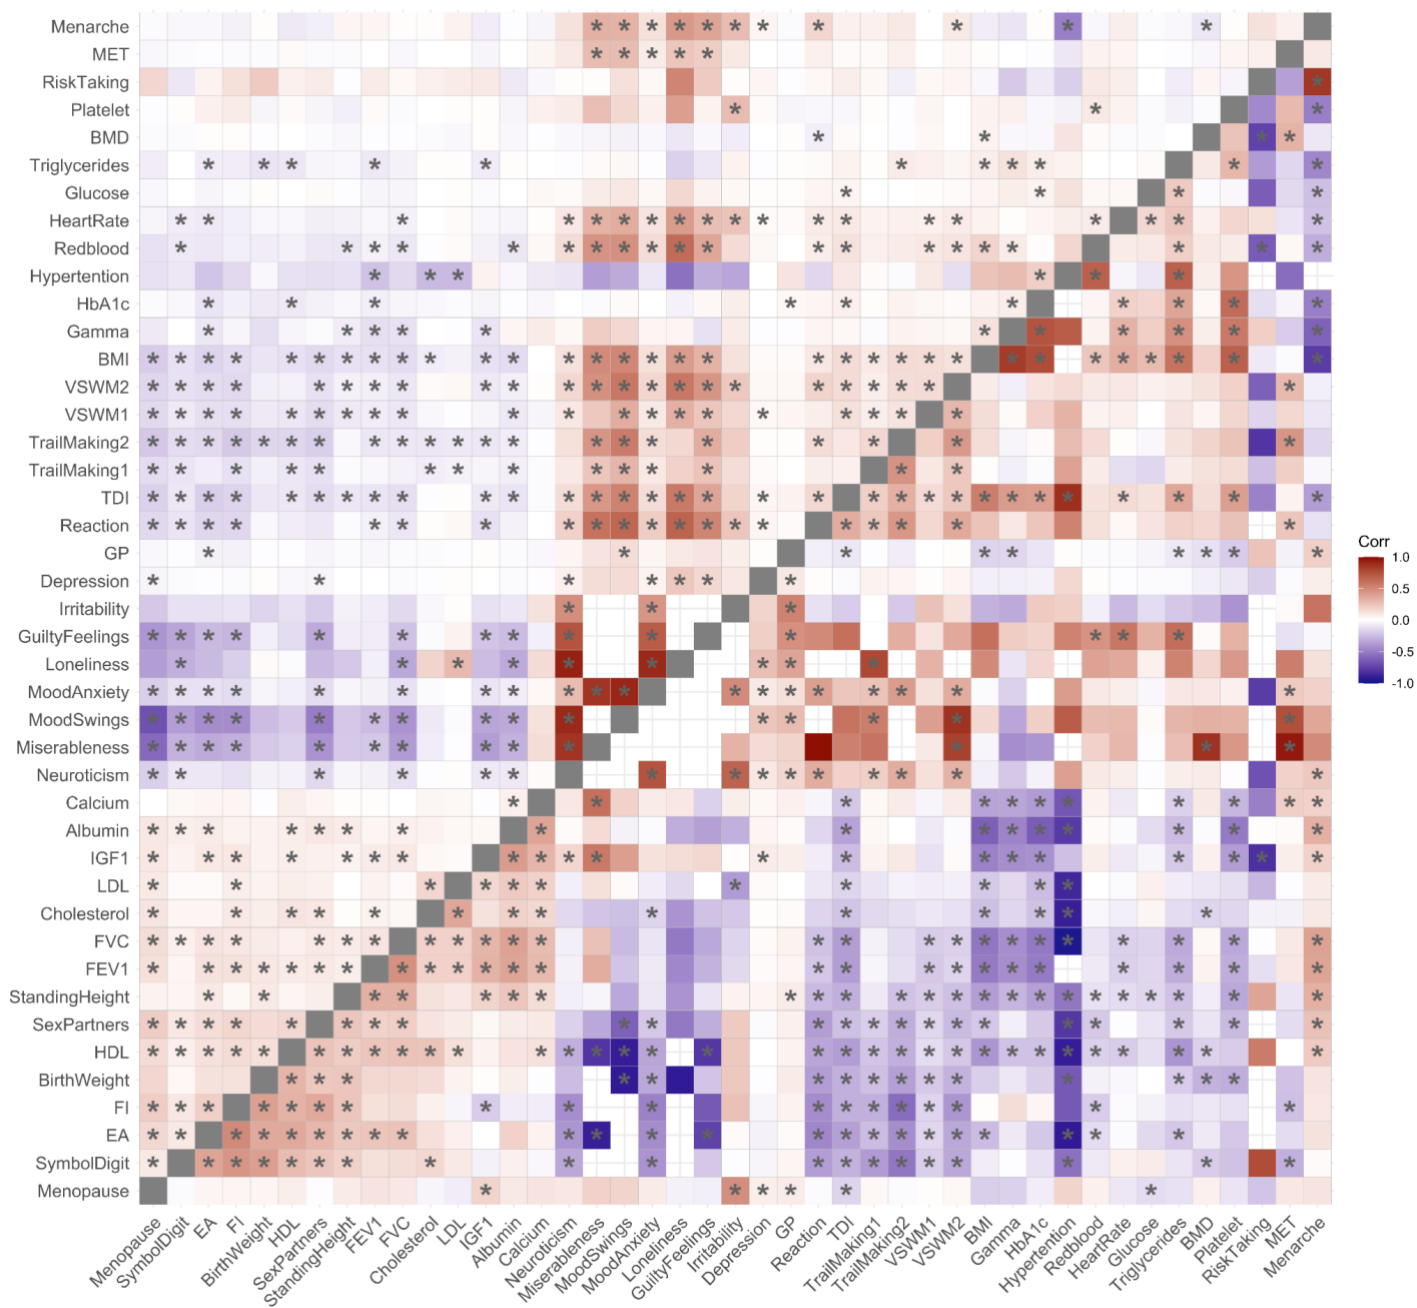 Menarche
MET
RiskTaking
Platelet
BMD
Triglycerides
Glucose
HeartRate
Redblood
Hypertention
HbA1c
Gamma
BMI
VSWM2
VSWM1
TrailMaking2
TrailMaking1
TDI
Reaction
GP
Depression
Irritability
GuiltyFeelings
Loneliness
MoodAnxiety
MoodSwings
Miserableness
Neuroticism
Calcium
Albumin
IGF1
LDL
Cholesterol
FVC
FEV1
StandingHeight
SexPartners
HDL
BirthWeight
FI
EA
SymbolDigit
Menopause
Menopause
SymbolDigit
EA
FI
BirthWeight
HDL
SexPartners
StandingHeight
FEV1
FVC
Cholesterol
LDL
IGF1
Albumin
Calcium
Neuroticism
Miserableness
MoodSwings
MoodAnxiety
Loneliness
GuiltyFeelings
Irritability
Depression
GP
Reaction
TDI
TrailMaking1
TrailMaking2
VSWM1
VSWM2
BMI
Gamma
HbA1c
Hypertention
Redblood
HeartRate
Glucose
Triglycerides
BMD
Platelet
RiskTaking
MET
Menarche
Corr
1.0
0.5
0.0
-0.5
-1.0